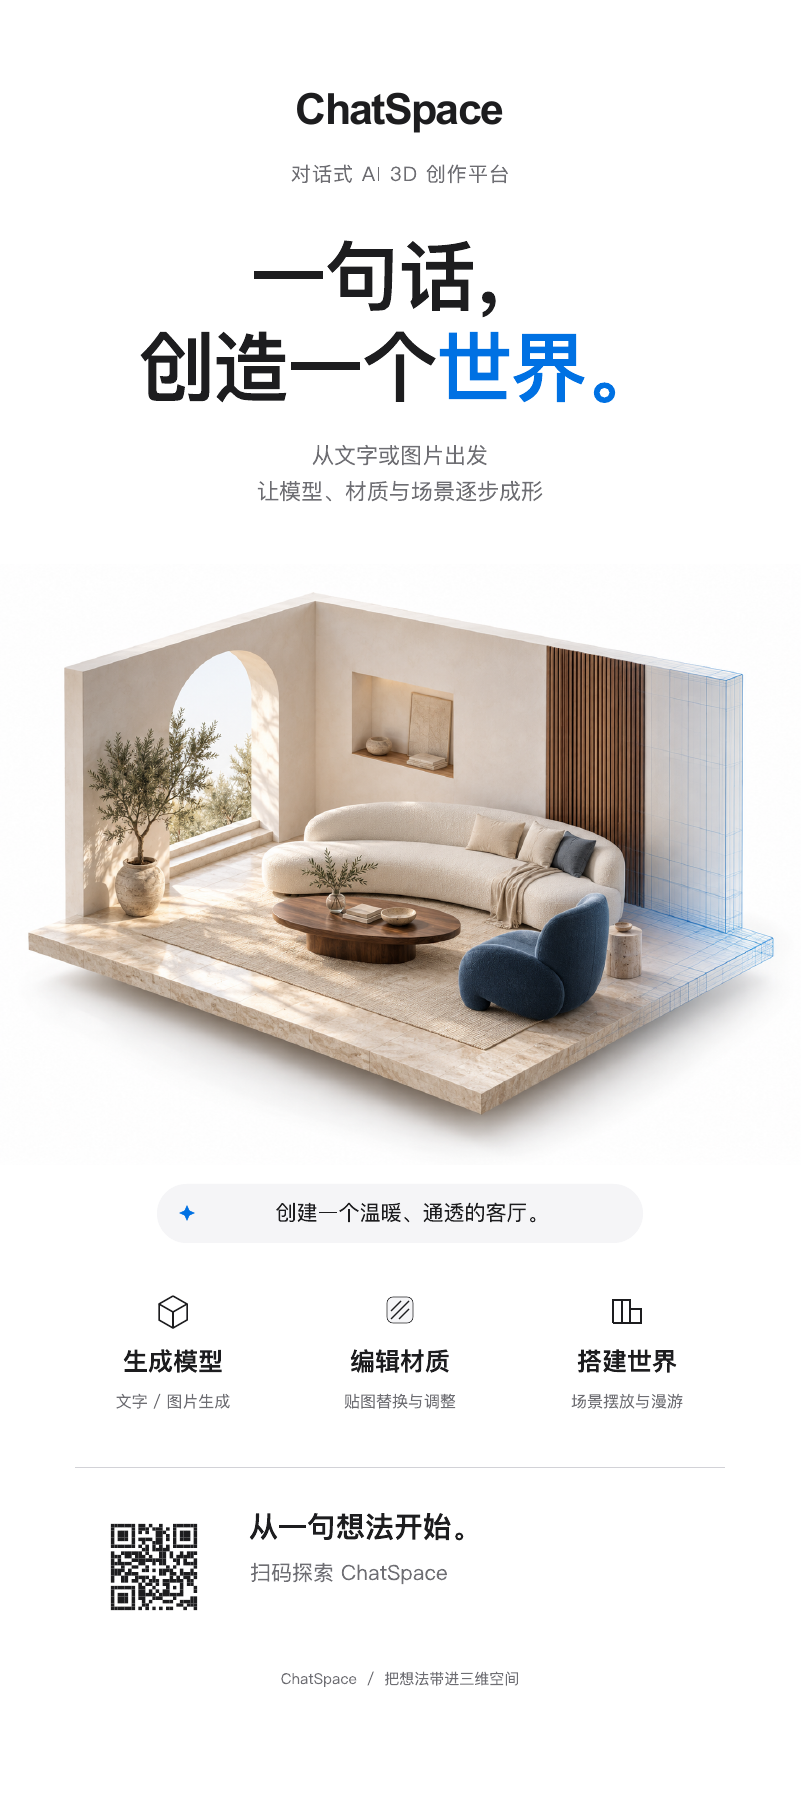 ChatSpace
对话式 AI 3D 创作平台
一句话，
创造一个世界。
从文字或图片出发
让模型、材质与场景逐步成形
创建一个温暖、通透的客厅。
生成模型
文字 / 图片生成
编辑材质
贴图替换与调整
搭建世界
场景摆放与漫游
从一句想法开始。
扫码探索 ChatSpace
ChatSpace / 把想法带进三维空间